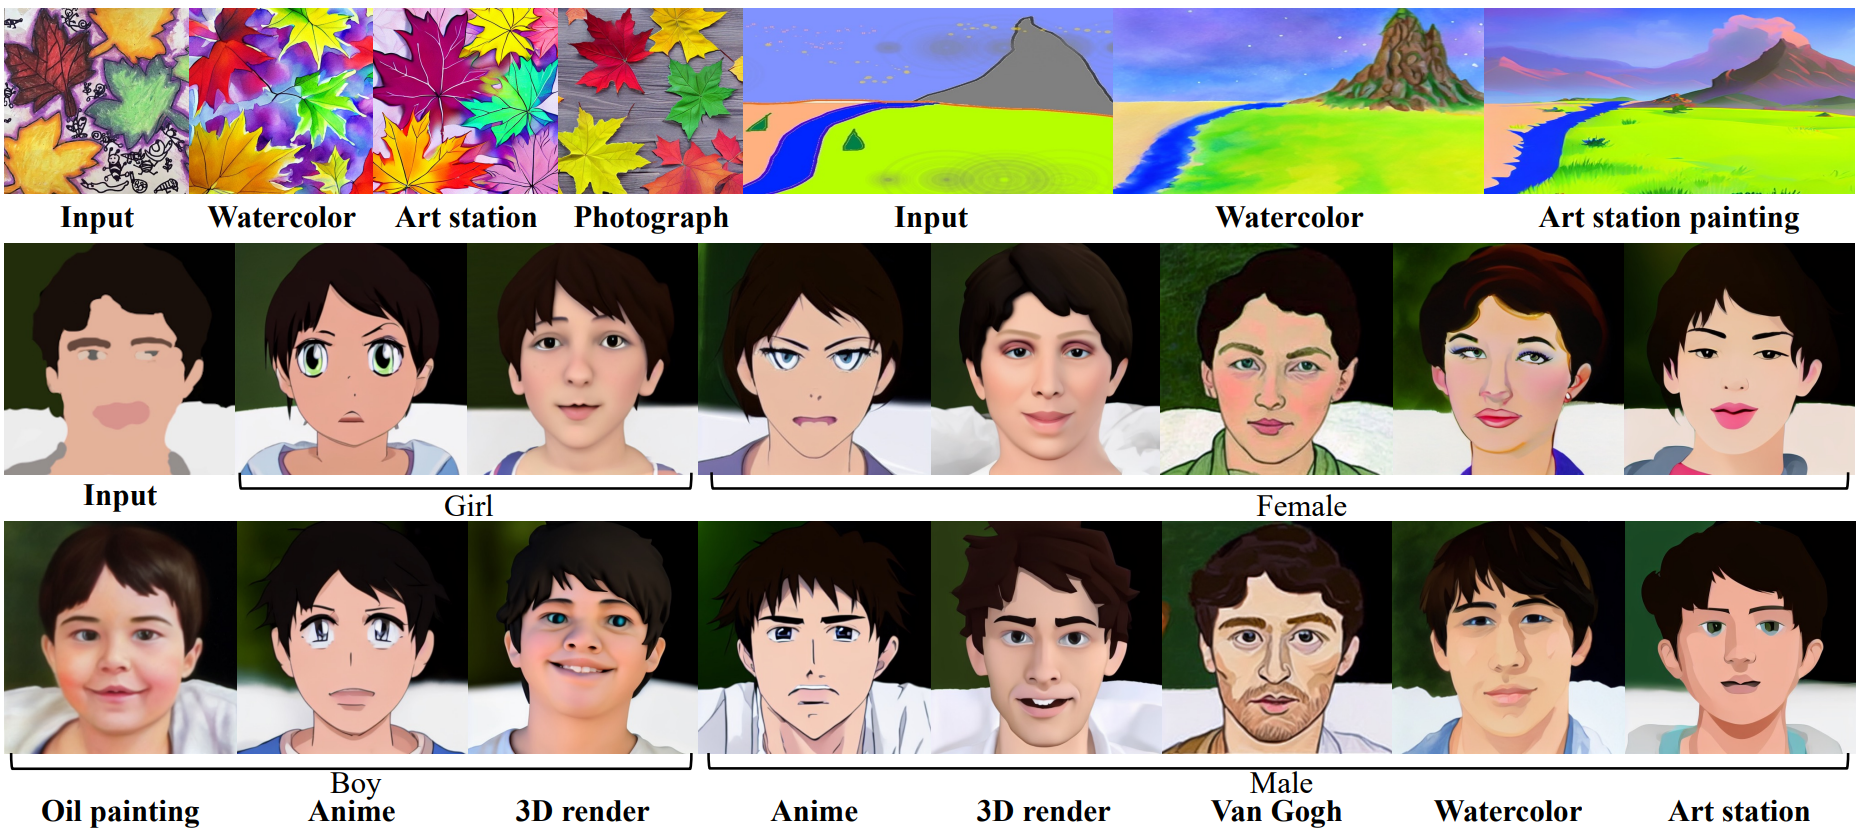 Input Watercolor Art station Photograph Input Watercolor Art station painting
Input
Girl Female
Boy Male
Oil painting Anime 3D render Anime 3D render Van Gogh Watercolor Art station